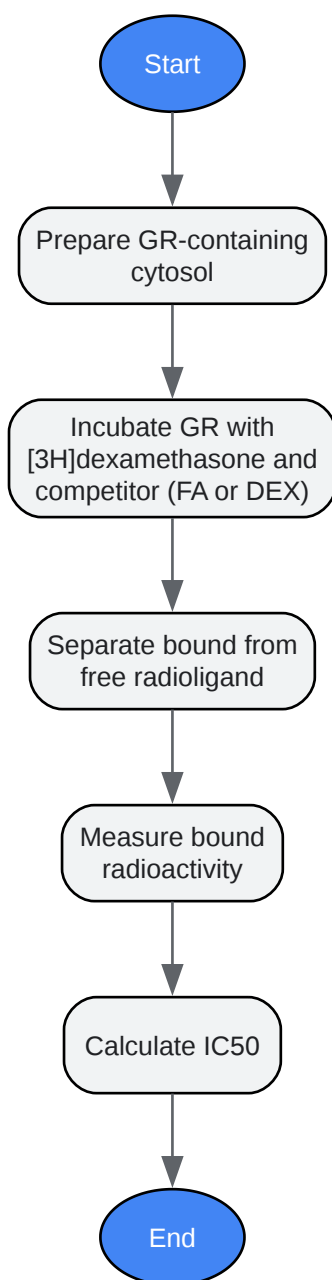 Start
Prepare GR-containing
cytosol
Incubate GR with
[3H]dexamethasone and
competitor (FA or DEX)
Separate bound from
free radioligand
Measure bound
radioactivity
Calculate IC50
End